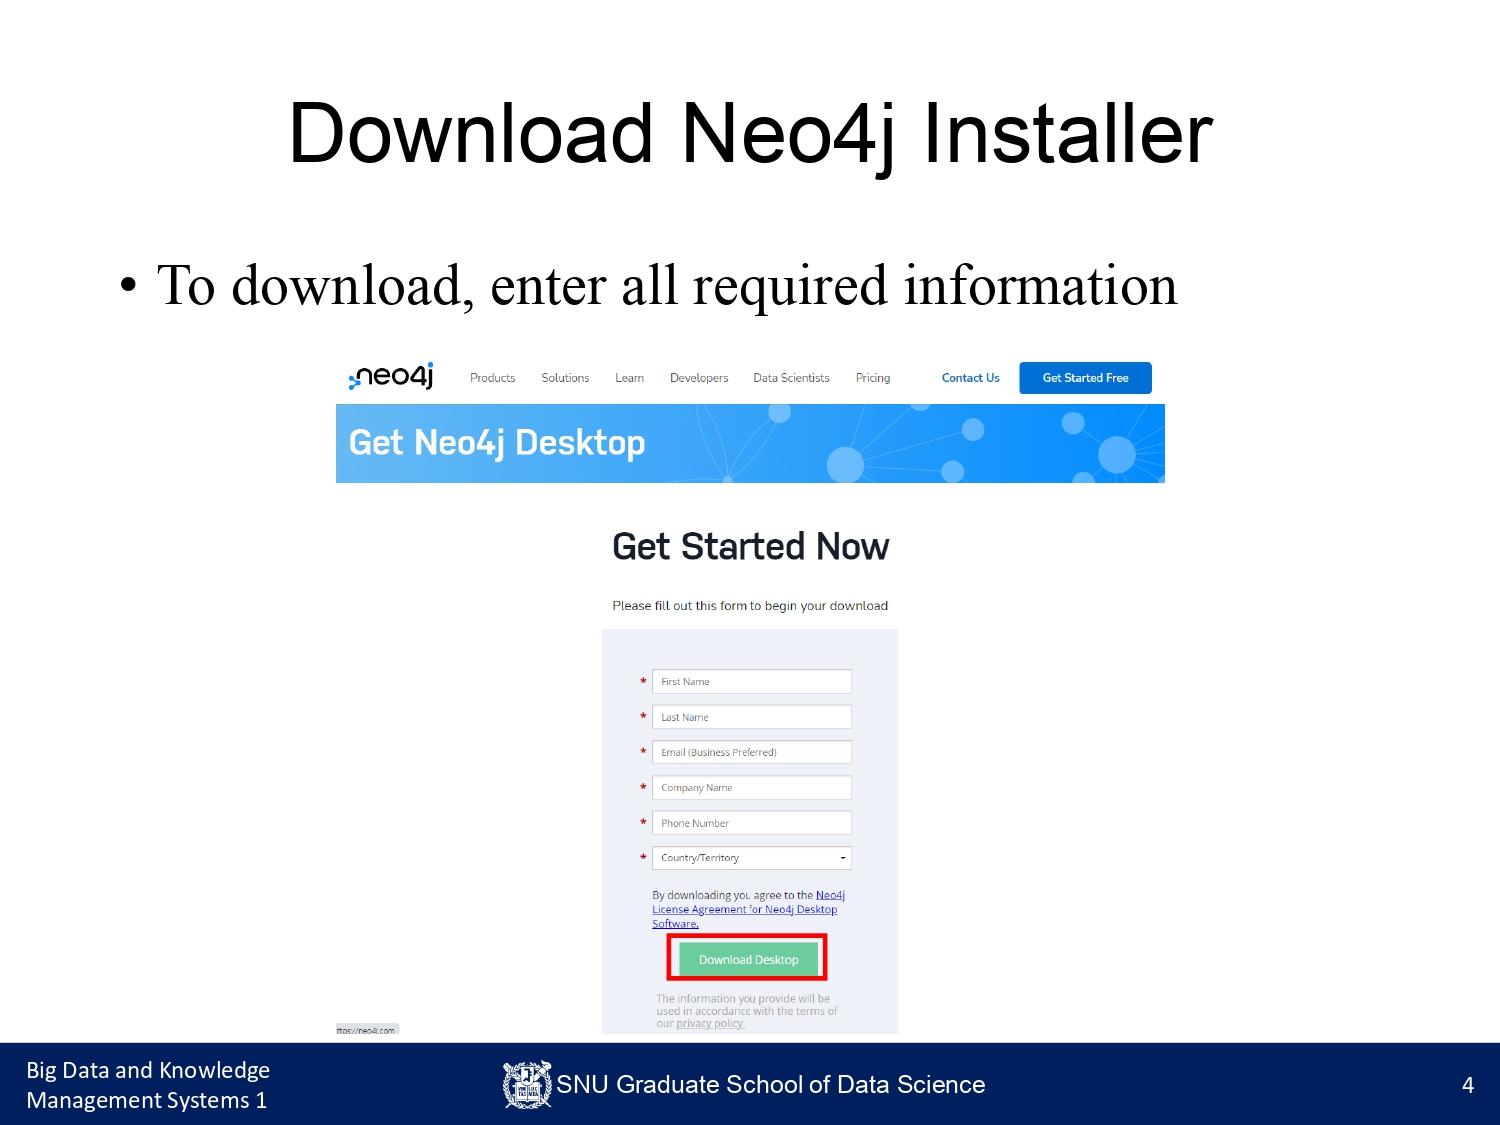 Download Neo4j Installer
• To download, enter all required information
neo4j Products Solutions Learn Developers Data Scientists Pricing Contact Us Get Started Free
Get Neo4j Desktop
Get Started Now
Please fill out this form to begin your download
* First Name
* Last Name
* Email (Business Preferred)
* Company Name
* Phone Number
* Country/Territory
By downloading you agree to the Neo4j
License Agreement for Neo4j Desktop
Software.
Download Desktop
The information you provide will be
used in accordance with the terms of
our privacy policy.
ttps://neo4j.com
Big Data and Knowledge
Management Systems 1
SNU Graduate School of Data Science
4